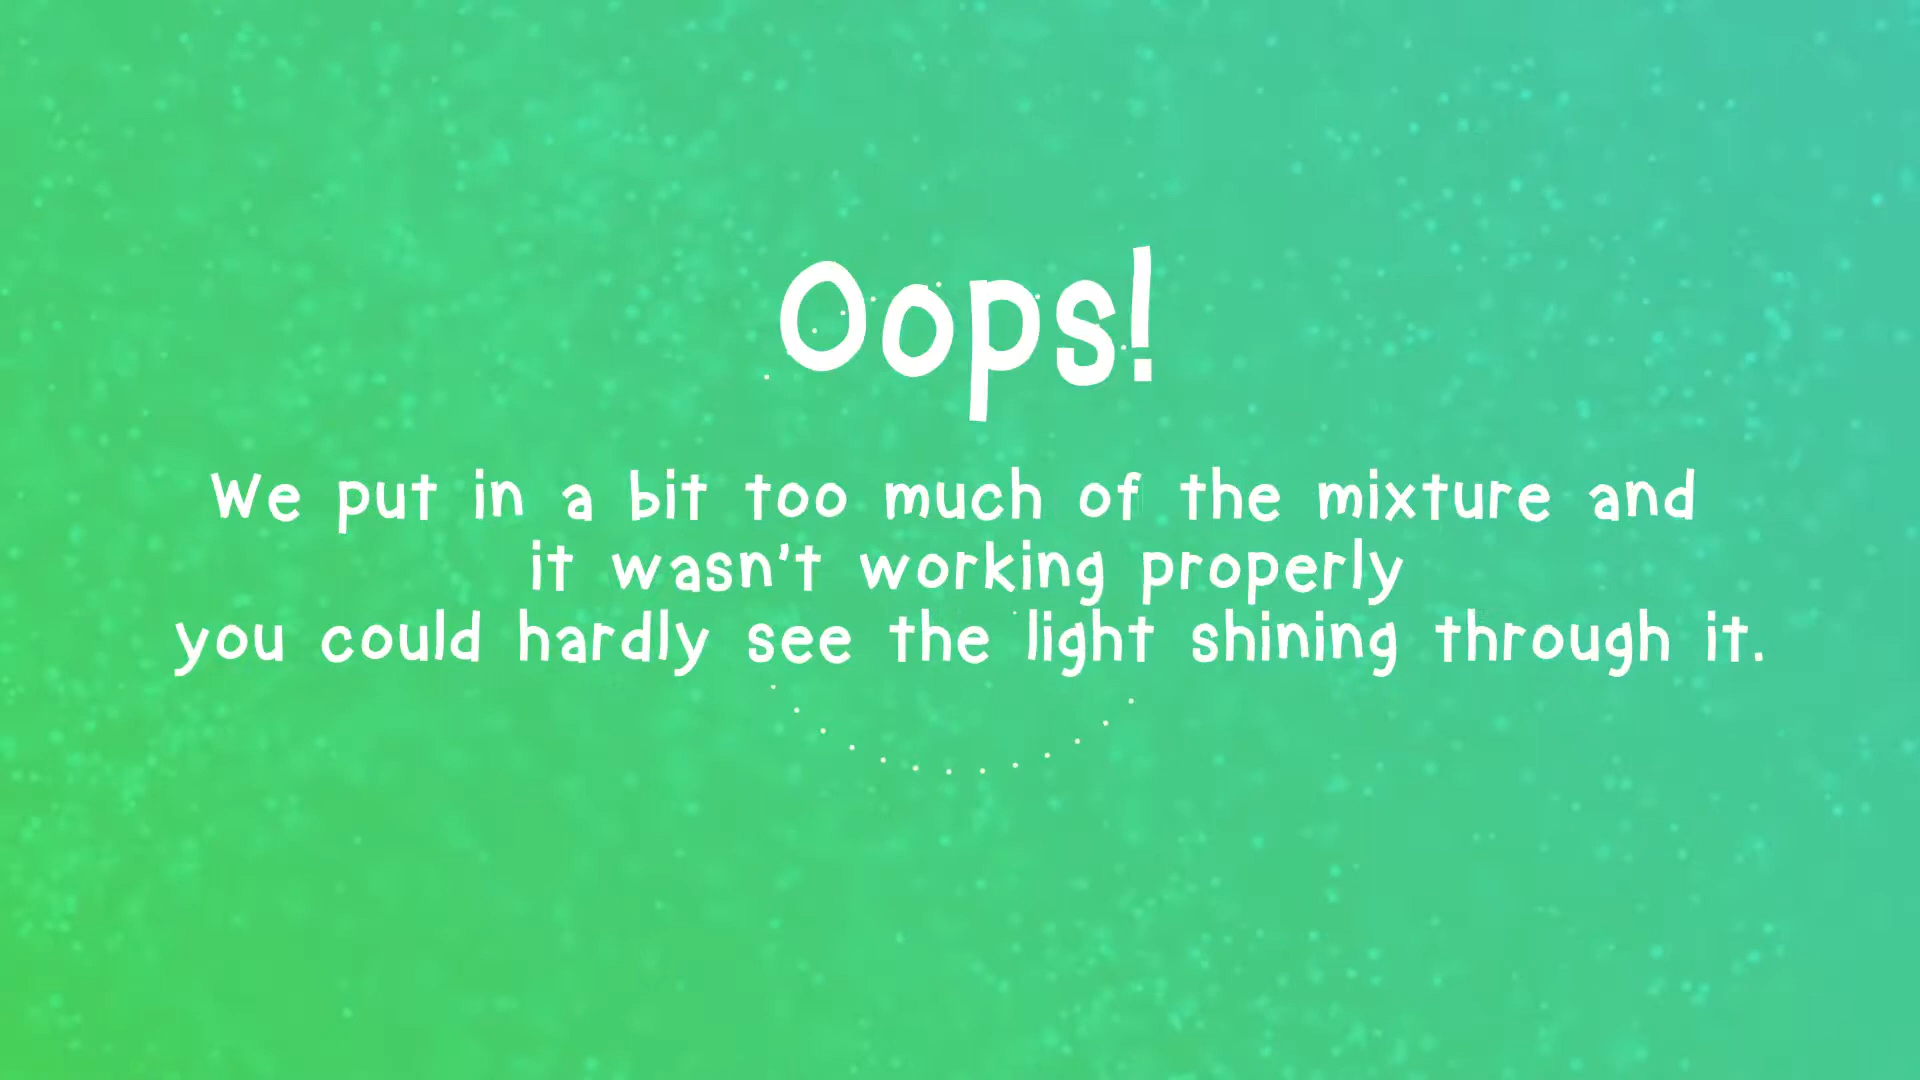 Oops!
We put in a bit too much of the mixture and
it wasn't working properly
you could hardly see the light shining through it.